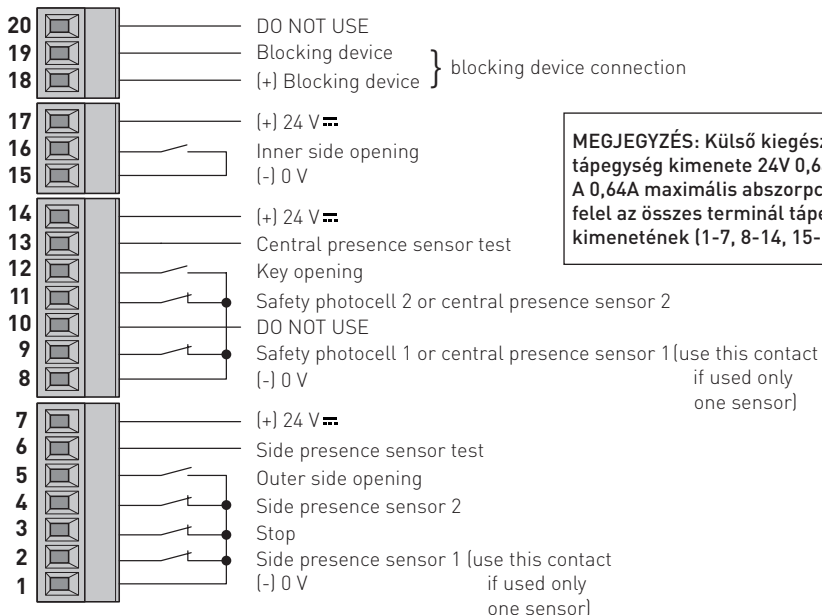 20 DO NOT USE
19 Blocking device
18 (+) Blocking device } blocking device connection
17 (+) 24 V
16 Inner side opening
15 (-) 0 V
MEGJEGYZÉS: Külső kiegész
tápegység kimenete 24V 0,6
A 0,64A maximális abszorpc
felel az összes terminál tápe
kimenetének (1-7, 8-14, 15-
14 (+) 24 V
13 Central presence sensor test
12 Key opening
11 Safety photocell 2 or central presence sensor 2
10 DO NOT USE
9 Safety photocell 1 or central presence sensor 1 (use this contact
8 (-) 0 V if used only
one sensor)
7 (+) 24 V
6 Side presence sensor test
5 Outer side opening
4 Side presence sensor 2
3 Stop
2 Side presence sensor 1 (use this contact
1 (-) 0 V if used only
one sensor)